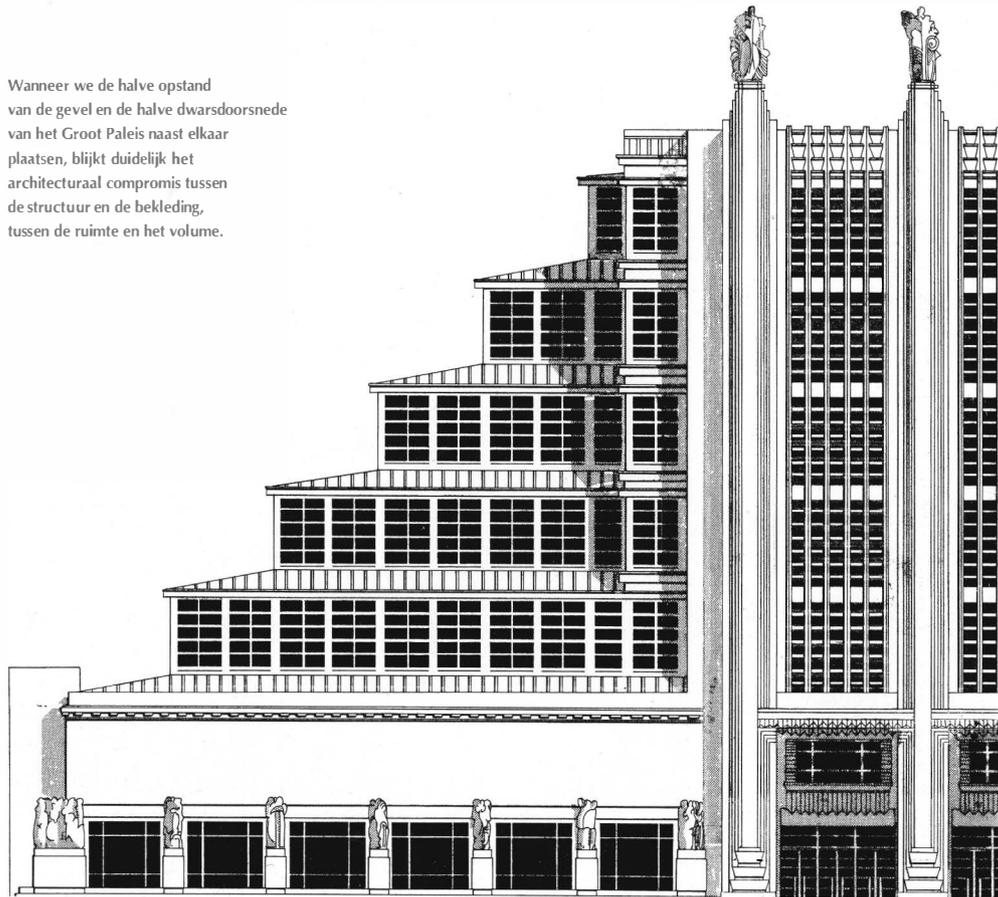 Wanneer we de halve opstand
van de gevel en de halve dwarsdoorsnede
van het Groot Paleis naast elkaar
plaatsen, blijkt duidelijk het
architecturaal compromis tussen
de structuur en de bekleding,
tussen de ruimte en het volume.